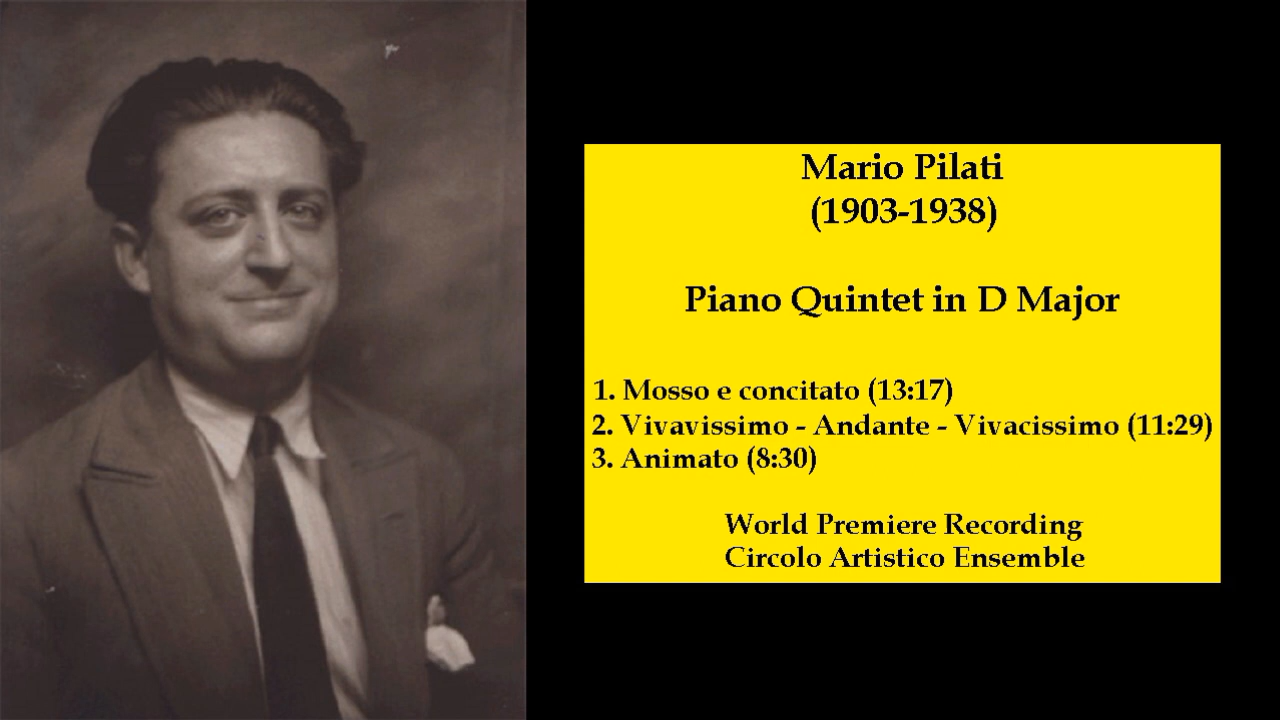 Mario Pilati
(1903-1938)
Piano Quintet in D Major
1. Mosso e concitato (13:17)
2. Vivavissimo - Andante - Vivacissimo (11:29)
3. Animato (8:30)
World Premiere Recording
Circolo Artistico Ensemble